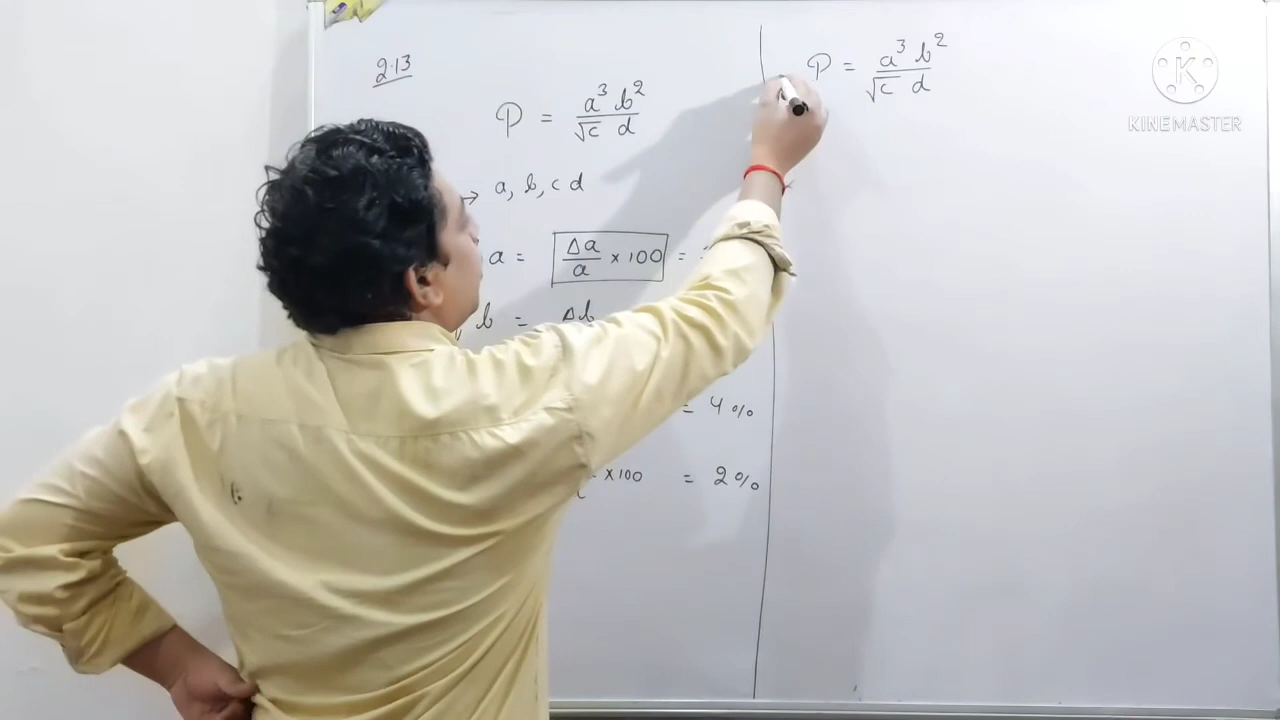 2.13
P = a³ b² / √c d
→ a, b, c d
a = Δa / a × 100 =
b = Δb
= 4 %
× 100 = 2 %
P = a³ b² / √c d
K
KINEMASTER